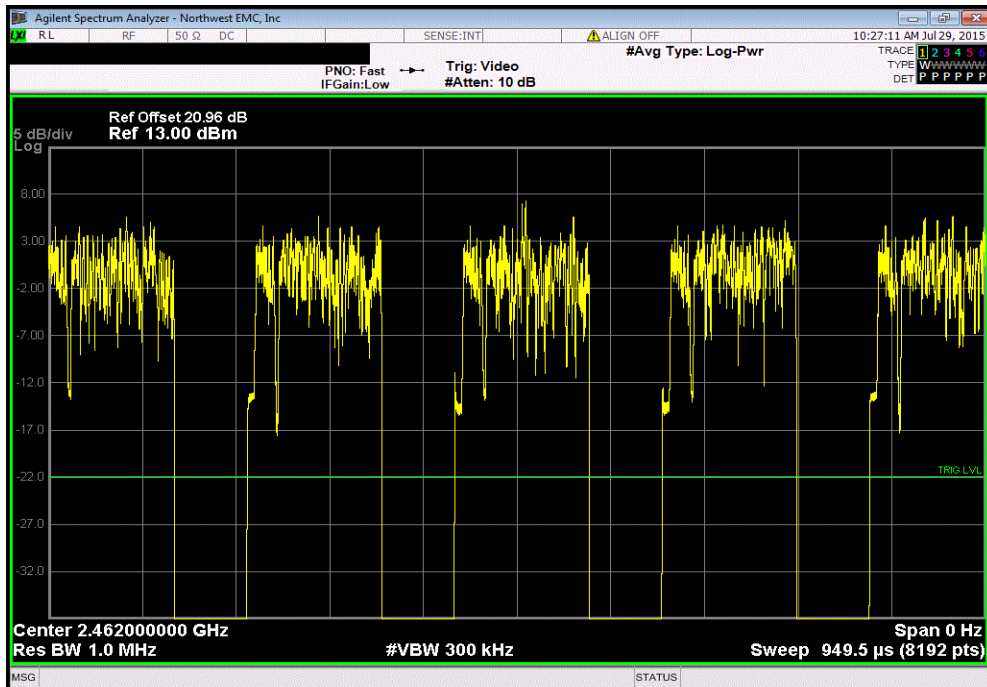 Agilent Spectrum Analyzer - Northwest EMC, Inc
LXI RL RF 50 Ω DC SENSE:INT ALIGN OFF 10:27:11 AM Jul 29, 2015
#Avg Type: Log-Pwr
TRACE 1 2 3 4 5 6
PNO: Fast Trig: Video TYPE WWWWWW
IFGain:Low #Atten: 10 dB DET P P P P P P
Ref Offset 20.96 dB
5 dB/div Ref 13.00 dBm
Log
8.00
3.00
-2.00
-7.00
-12.0
-17.0
TRIG LVL
-22.0
-27.0
-32.0
Center 2.462000000 GHz Span 0 Hz
Res BW 1.0 MHz #VBW 300 kHz Sweep 949.5 µs (8192 pts)
MSG STATUS